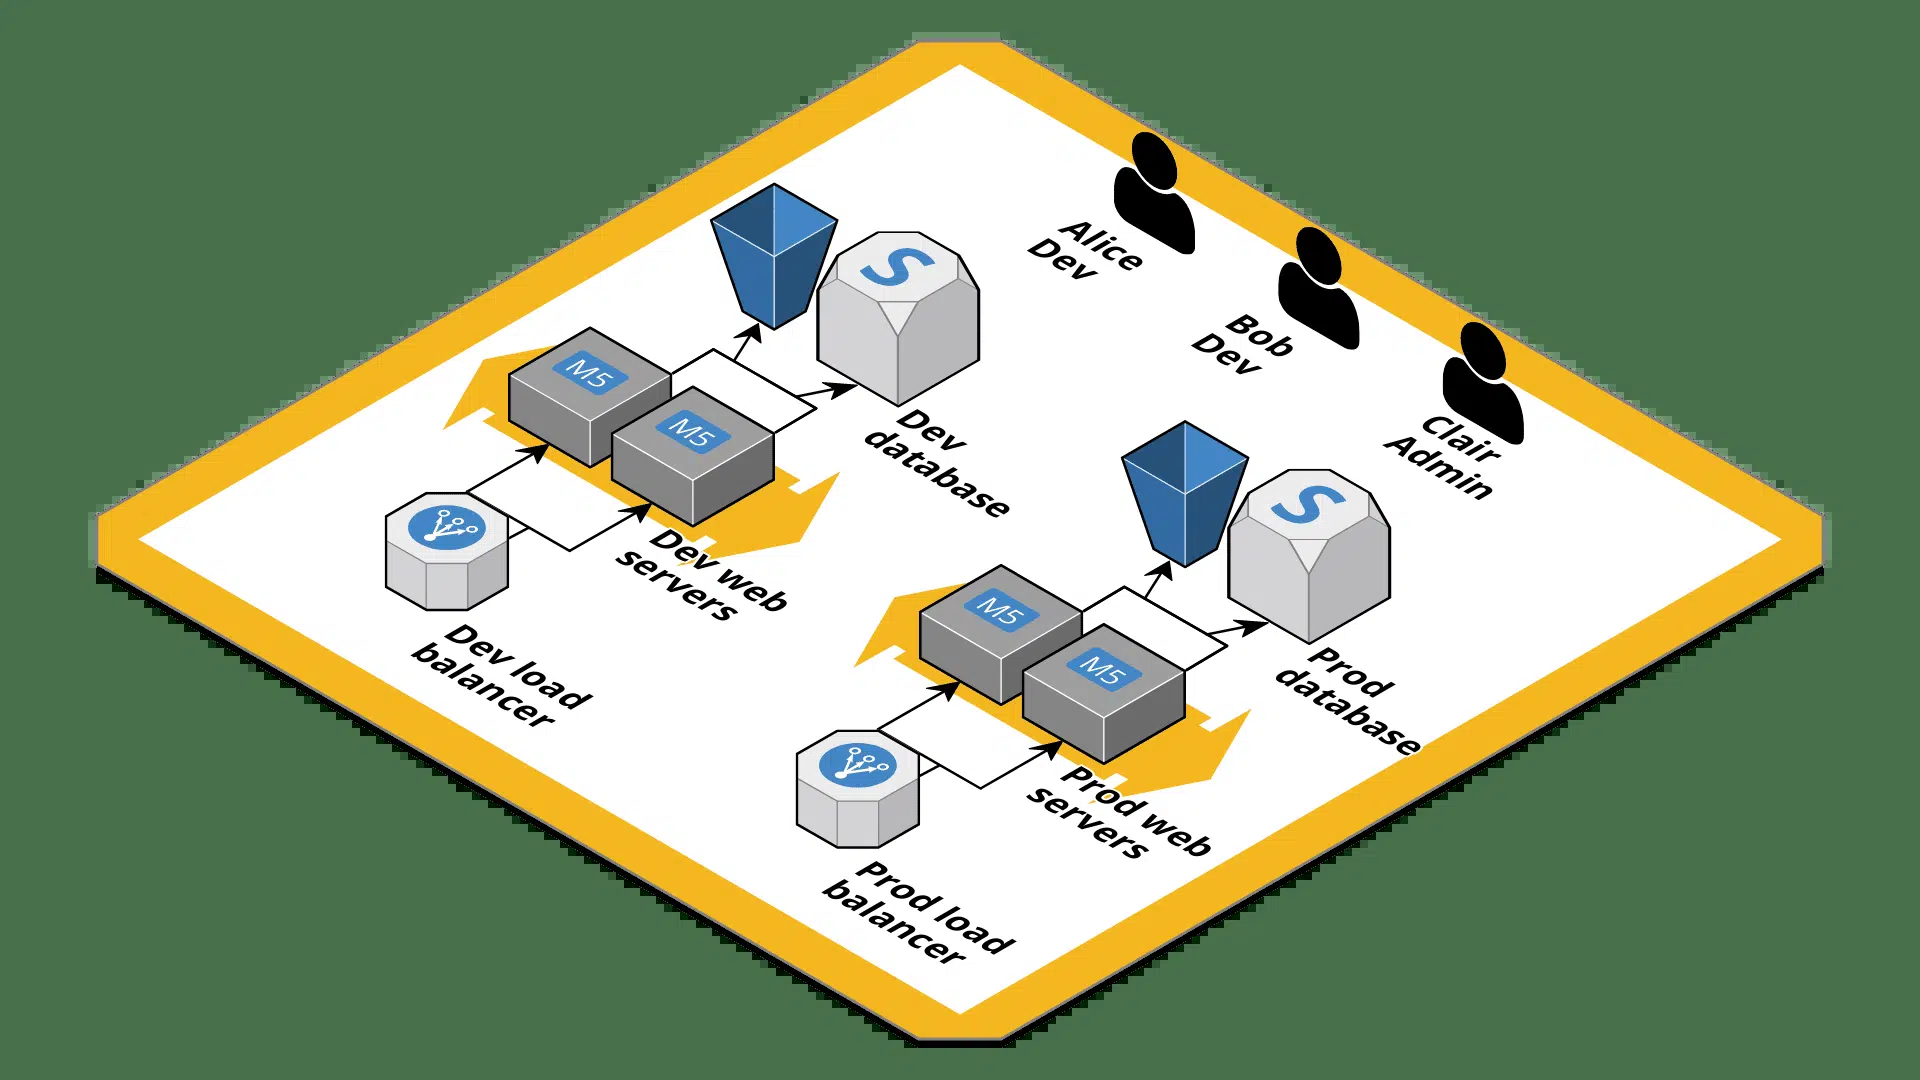 Alice
Dev
Bob
Dev
Clair
Admin
S
Dev
database
M5
M5
Dev web
servers
Dev load
balancer
S
Prod
database
M5
M5
Prod web
servers
Prod load
balancer